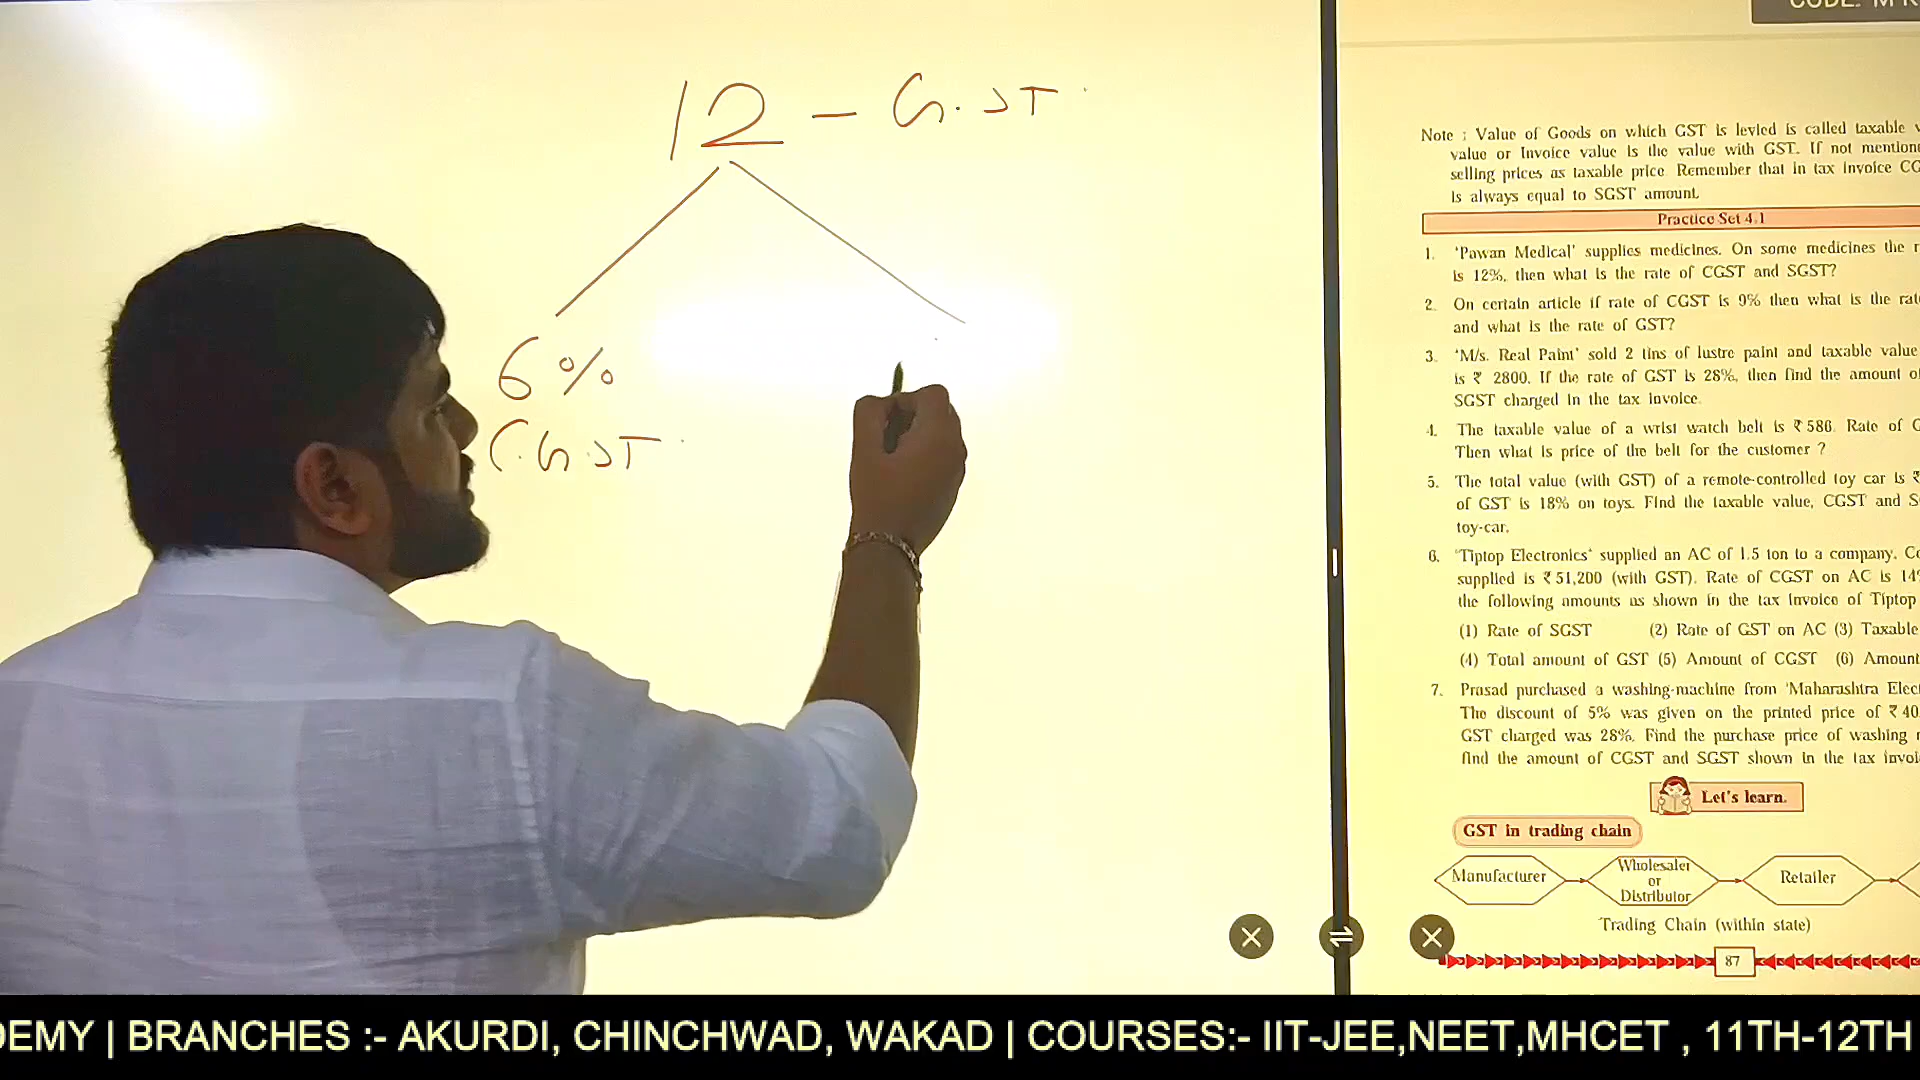 12 - G.ST
6%
C.G.ST
Note : Value of Goods on which GST is levied is called taxable
value or Invoice value is the value with GST. If not
selling prices as taxable price. Remember that in tax invoice
is always equal to SGST amount.
Practice Set 4.1
1. 'Pawan Medical' supplies medicines. On some medicines the
is 12%, then what is the rate of CGST and SGST?
2. On certain article if rate of CGST is 9% then what is the
and what is the rate of GST?
3. 'M/s. Real Paint' sold 2 tins of lustre paint and taxable value
is ₹ 2800. If the rate of GST is 28%, then find the amount
SGST charged in the tax invoice.
4. The taxable value of a wrist watch belt is ₹ 586. Rate of
Then what is price of the belt for the customer ?
5. The total value (with GST) of a remote-controlled toy car is ₹
of GST is 18% on toys. Find the taxable value, CGST and
toy-car.
6. 'Tiptop Electronics' supplied an AC of 1.5 ton to a company.
supplied is ₹ 51,200 (with GST). Rate of CGST on AC is
the following amounts as shown in the tax invoice of Tiptop
(1) Rate of SGST (2) Rate of GST on AC (3) Taxable
(4) Total amount of GST (5) Amount of CGST (6) Amount
7. Prasad purchased a washing-machine from 'Maharashtra
The discount of 5% was given on the printed price of ₹
GST charged was 28%. Find the purchase price of washing
find the amount of CGST and SGST shown in the tax
Let's learn.
GST in trading chain
Manufacturer
Wholesaler
or
Distributor
Retailer
Trading Chain (within state)
87
DEMY | BRANCHES :- AKURDI, CHINCHWAD, WAKAD | COURSES:- IIT-JEE,NEET,MHCET , 11TH-12TH